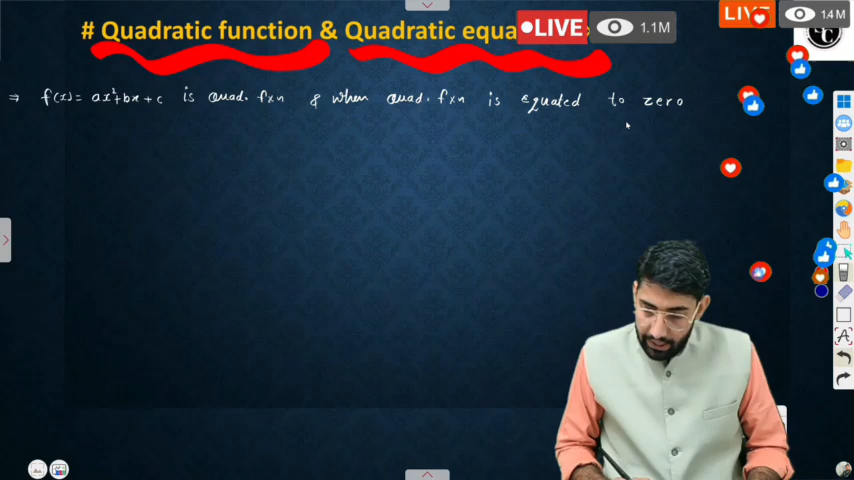 # Quadratic function & Quadratic equa
LIVE 1.1M
LIVE 1.4M
⇒ f(x) = ax²+bx+c is quad. fxn & when quad. fxn is equated to zero